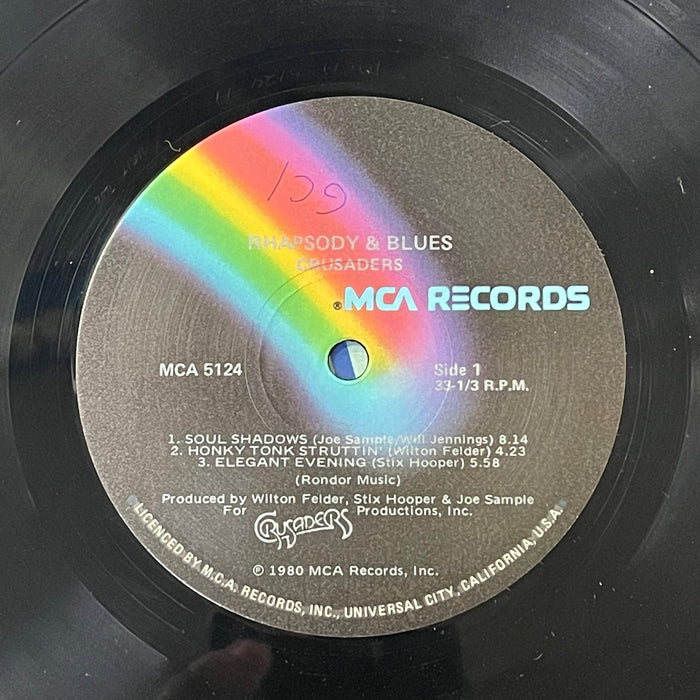 RHAPSODY & BLUES
CRUSADERS
®MCA RECORDS
MCA 5124
Side 1
33-1/3 R.P.M.
1. SOUL SHADOWS (Joe Sample/Will Jennings) 8.14
2. HONKY TONK STRUTTIN' (Wilton Felder) 4.23
3. ELEGANT EVENING (Stix Hooper) 5.58
(Rondor Music)
Produced by Wilton Felder, Stix Hooper & Joe Sample
For CRUSADERS Productions, Inc.
℗ 1980 MCA Records, Inc.
LICENCED BY M.C.A. RECORDS, INC., UNIVERSAL CITY, CALIFORNIA, U.S.A.